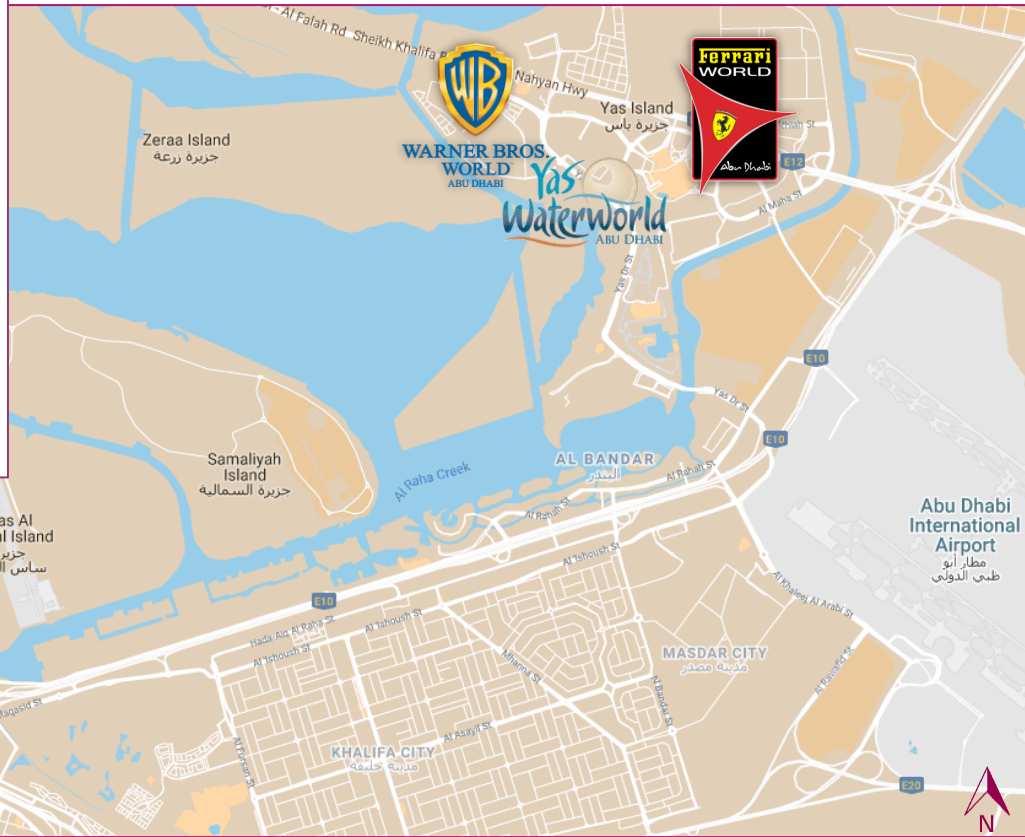 Al Falah Rd Sheikh Khalifa
Nahyan Hwy
WB
WARNER BROS.
WORLD
ABU DHABI
Ferrari
WORLD
Abu Dhabi
Yas Island
جزيرة ياس
E12
Zeraa Island
جزيرة زرعة
Yas
Waterworld
ABU DHABI
Al Maha St
Yas Dr St
E10
Yas Dr St
E10
Samaliyah
Island
جزيرة السمالية
Al Raha Creek
AL BANDAR
البندر
Al Rahah St
Al Rahah St
Abu Dhabi
International
Airport
مطار أبو
ظبي الدولي
Al Island
Al Ishoush St
Al Khaleej Al Arabi St
E10
Hada Alq Al Raha St
Al Ishoush St
Al Ishoush St
Mhanna St
MASDAR CITY
مدينة مصدر
Al Rawafid St
Al Bandar St
Al Asayil St
Al Fursan St
KHALIFA CITY
مدينة خليفة
E20
N